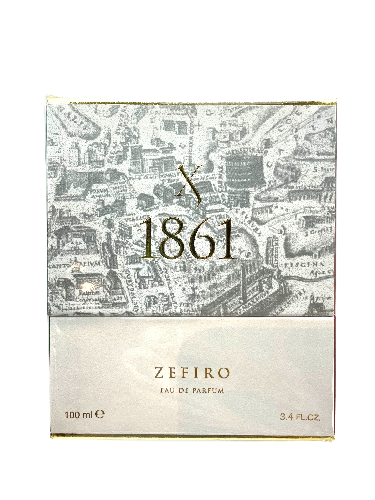 X
1861
ZEFIRO
EAU DE PARFUM
100 ml ℮
3.4 FL.OZ.